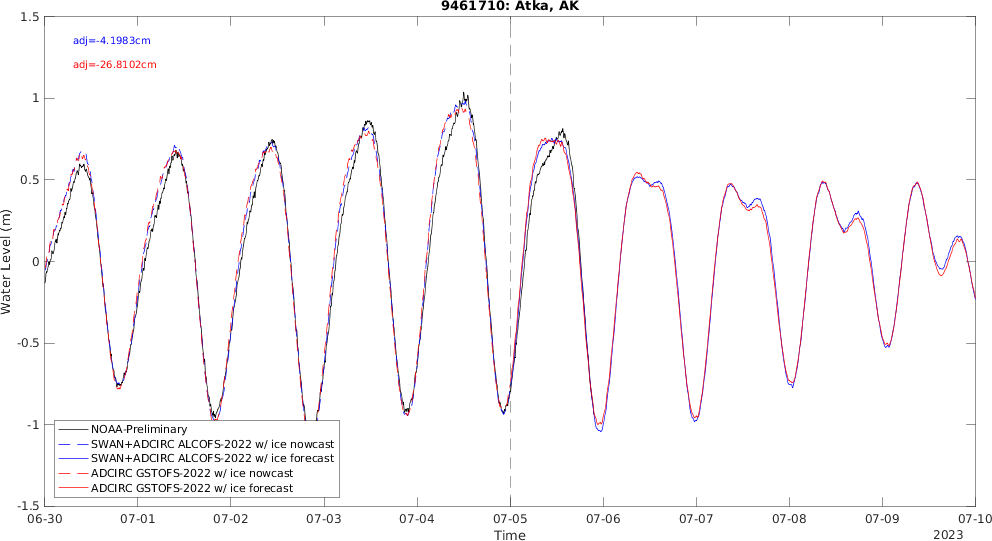 9461710: Atka, AK
1.5
adj=-4.1983cm
adj=-26.8102cm
1
0.5
0
-0.5
-1
-1.5
Water Level (m)
NOAA-Preliminary
SWAN+ADCIRC ALCOFS-2022 w/ ice nowcast
SWAN+ADCIRC ALCOFS-2022 w/ ice forecast
ADCIRC GSTOFS-2022 w/ ice nowcast
ADCIRC GSTOFS-2022 w/ ice forecast
06-30 07-01 07-02 07-03 07-04 07-05 07-06 07-07 07-08 07-09 07-10
Time
2023